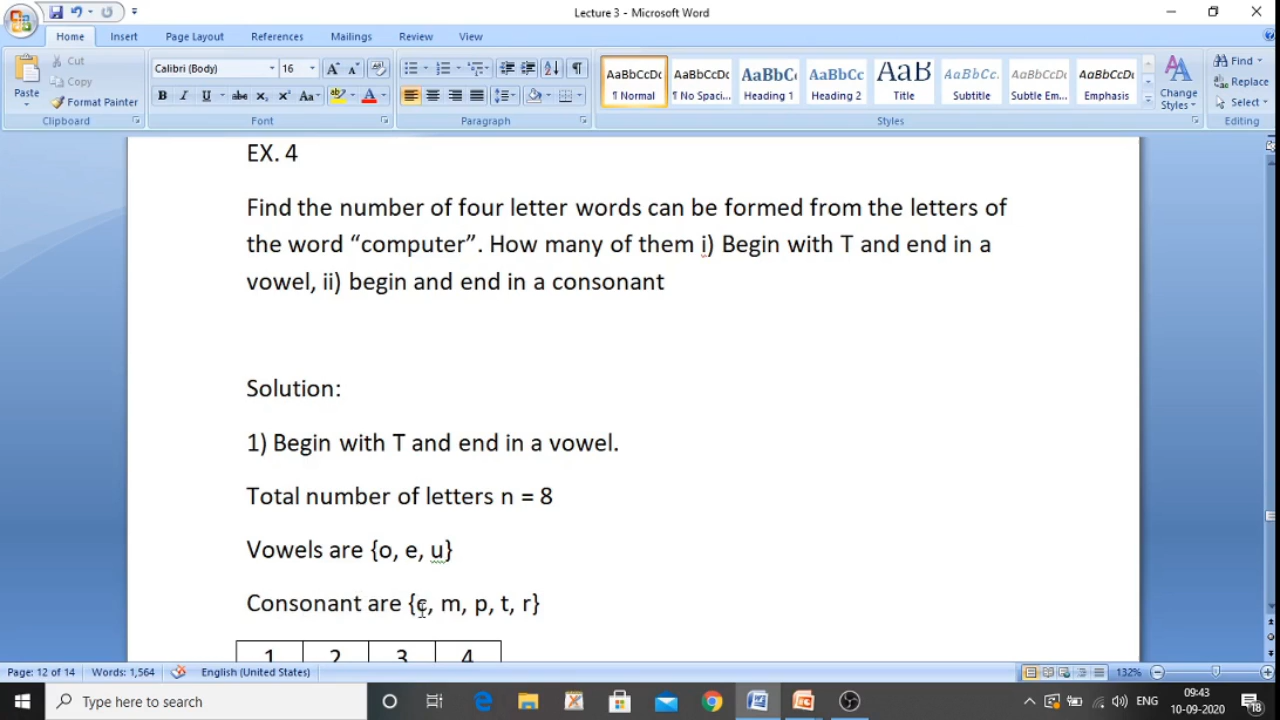 Lecture 3 - Microsoft Word
Home Insert Page Layout References Mailings Review View
Paste Cut Copy Format Painter
Calibri (Body) 16
AaBbCcDc AaBbCcDc AaBbCc AaBbCc AaB AaBbCc. AaBbCcDc AaBbCcDc
¶ Normal ¶ No Spaci... Heading 1 Heading 2 Title Subtitle Subtle Em... Emphasis
Change Styles
Find Replace Select
Clipboard Font Paragraph Styles Editing
EX. 4
Find the number of four letter words can be formed from the letters of
the word “computer”. How many of them i) Begin with T and end in a
vowel, ii) begin and end in a consonant
Solution:
1) Begin with T and end in a vowel.
Total number of letters n = 8
Vowels are {o, e, u}
Consonant are {c, m, p, t, r}
1 2 3 4
Page: 12 of 14 Words: 1,564 English (United States) 132%
Type here to search ENG 09:43
10-09-2020 18